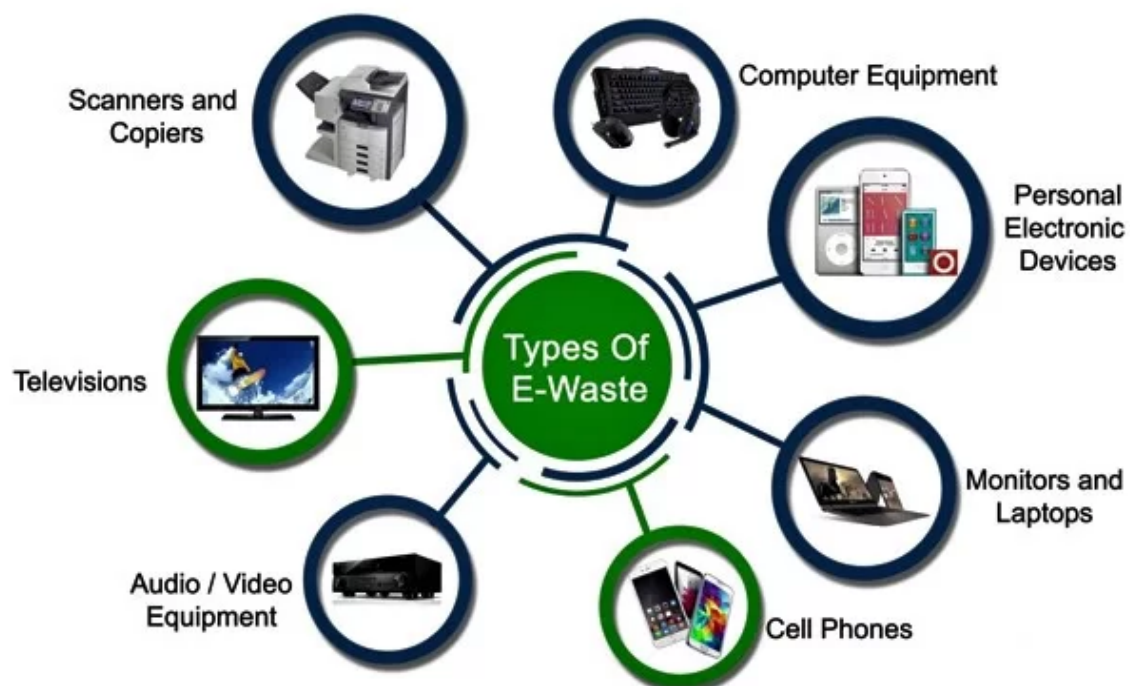 Types Of
E-Waste
Scanners and
Copiers
Computer Equipment
Personal
Electronic
Devices
Monitors and
Laptops
Cell Phones
Audio / Video
Equipment
Televisions